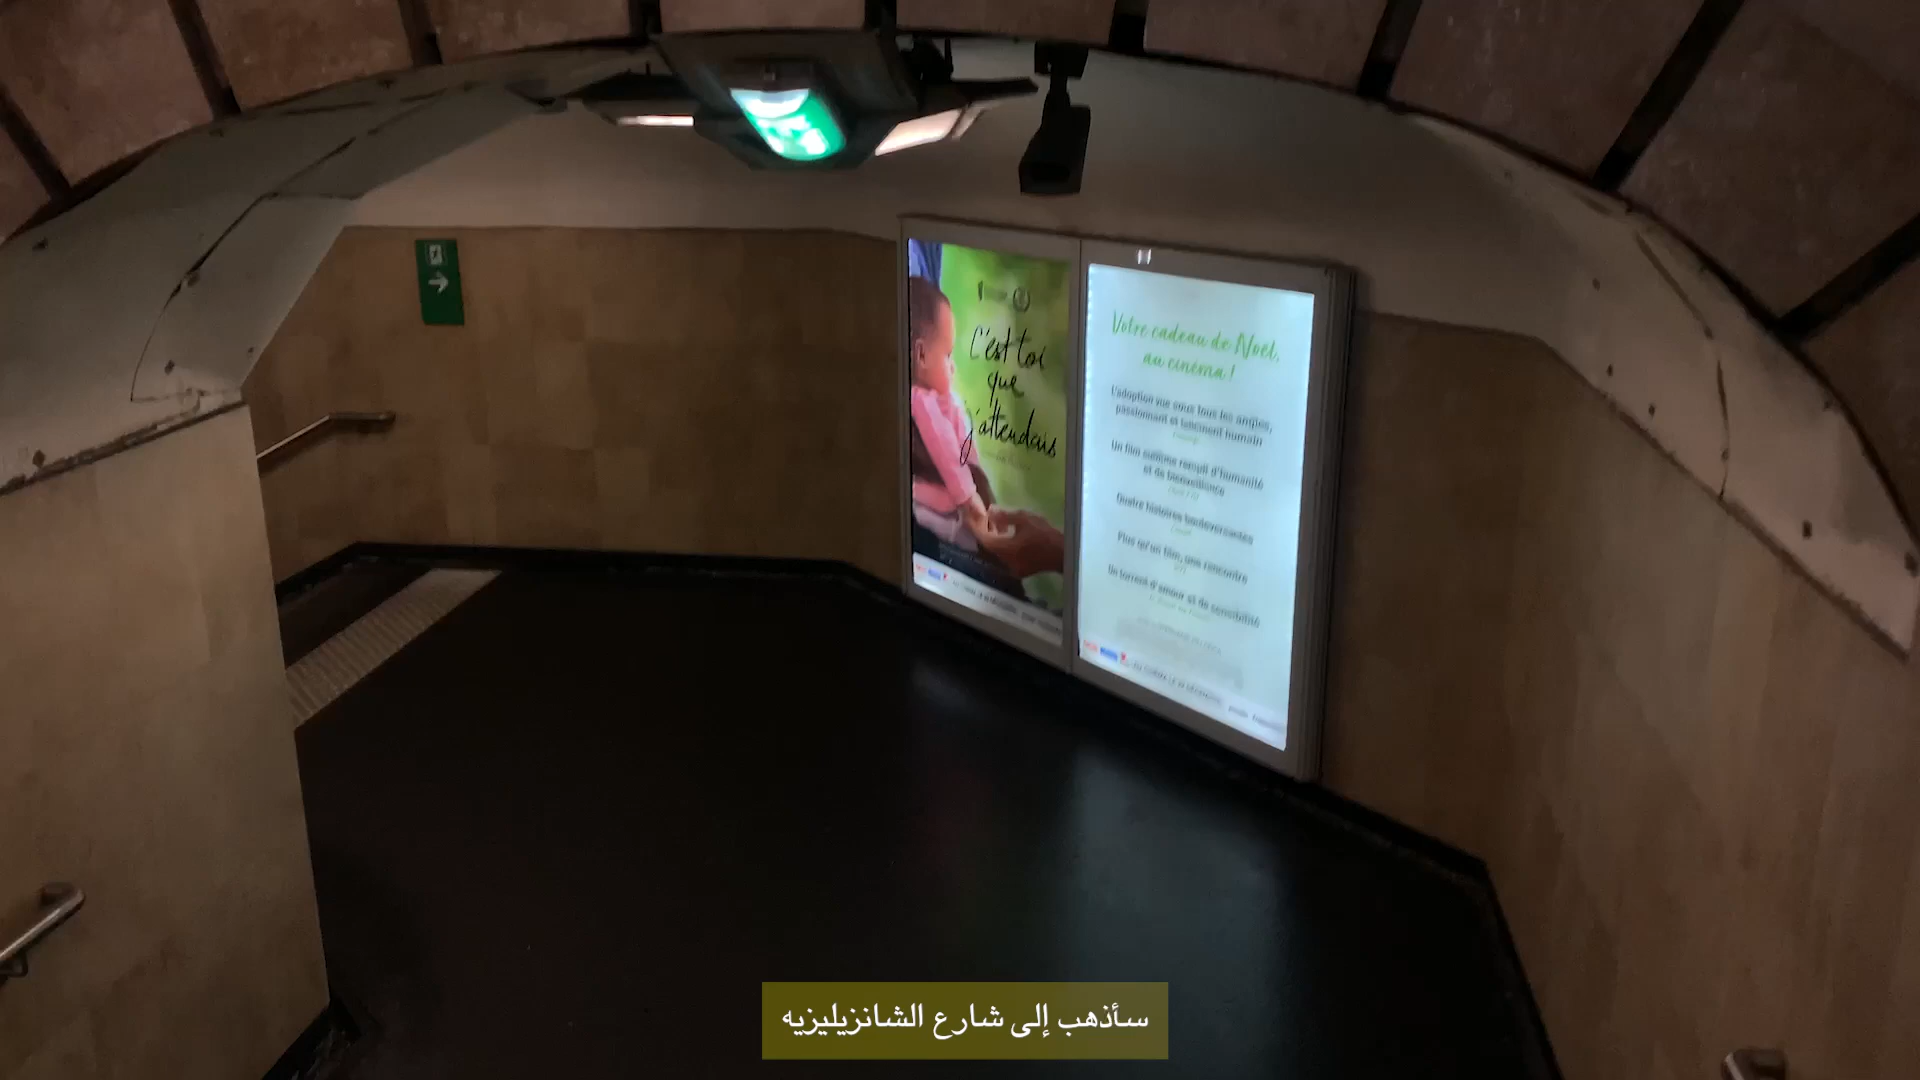 C'est toi
que
j'attendais
Votre cadeau de Noël,
au cinéma !
L'adoption vue sous tous les angles,
passionnant et tellement humain
Un film sublime rempli d'humanité
et de bienveillance
Quatre histoires bouleversantes
Plus qu'un film, une rencontre
Un torrent d'amour et de sensibilité
سأذهب إلى شارع الشانزيليزيه